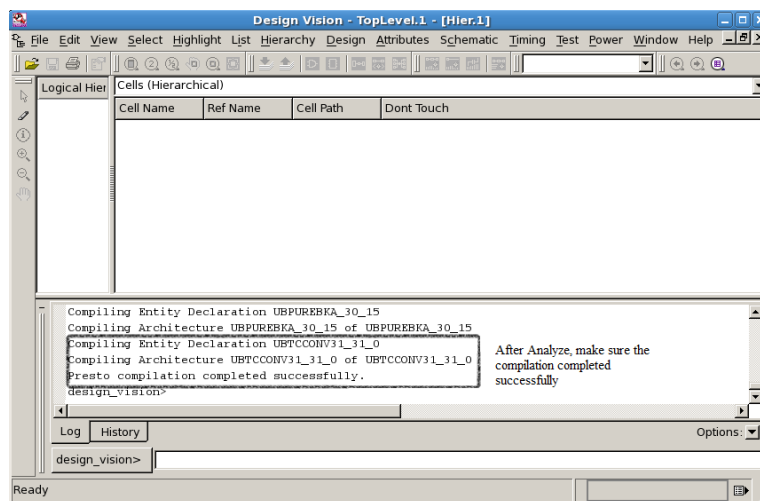 Design Vision - TopLevel.1 - [Hier.1]
File Edit View Select Highlight List Hierarchy Design Attributes Schematic Timing Test Power Window Help
Logical Hier
Cells (Hierarchical)
Cell Name Ref Name Cell Path Dont Touch
Compiling Entity Declaration UBPUREBKA_30_15
Compiling Architecture UBPUREBKA_30_15 of UBPUREBKA_30_15
Compiling Entity Declaration UBTCCONV31_31_0
Compiling Architecture UBTCCONV31_31_0 of UBTCCONV31_31_0
Presto compilation completed successfully.
design_vision>
After Analyze, make sure the
compilation completed
successfully
Log History Options:
design_vision>
Ready